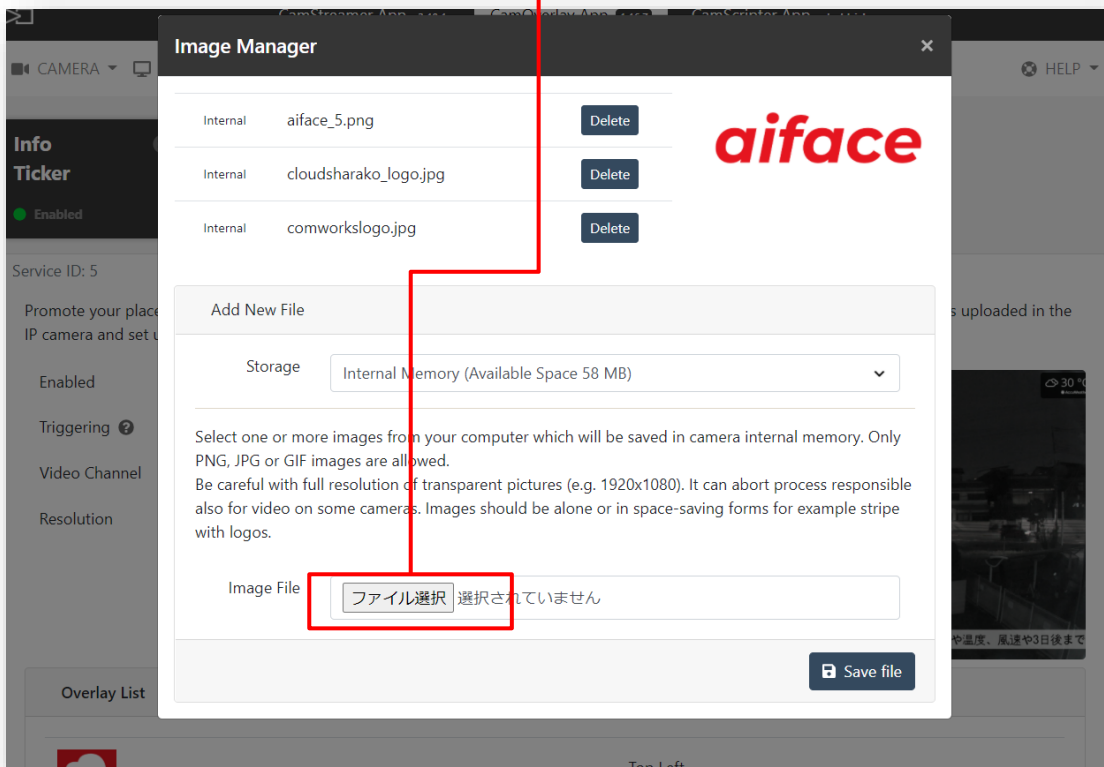 CamStreamer App
CamOverlay App
CamScripter App
Image Manager
×
CAMERA
HELP
Internal aiface_5.png Delete
aiface
Info
Ticker
Internal cloudsharako_logo.jpg Delete
Enabled
Internal comworkslogo.jpg Delete
Service ID: 5
Promote your place
s uploaded in the
IP camera and set u
Add New File
Storage Internal Memory (Available Space 58 MB)
Enabled
30 °C
Triggering
Video Channel
Resolution
Select one or more images from your computer which will be saved in camera internal memory. Only
PNG, JPG or GIF images are allowed.
Be careful with full resolution of transparent pictures (e.g. 1920x1080). It can abort process responsible
also for video on some cameras. Images should be alone or in space-saving forms for example stripe
with logos.
Image File ファイル選択 選択されていません
や温度、風速や3日後まで
Save file
Overlay List
Top Left